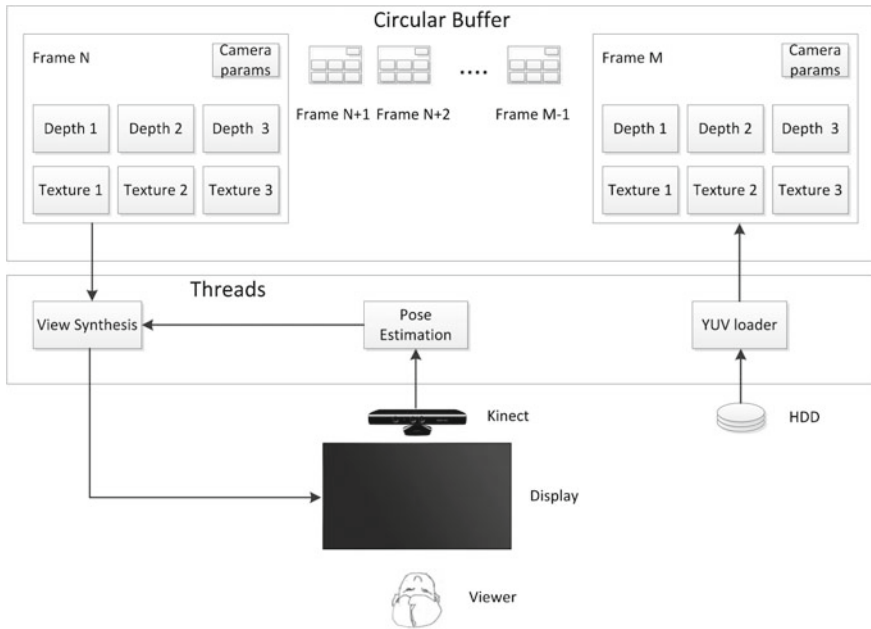 Circular Buffer
Frame N
Camera
params
Depth 1
Depth 2
Depth 3
Texture 1
Texture 2
Texture 3
....
Frame N+1
Frame N+2
Frame M-1
Frame M
Camera
params
Depth 1
Depth 2
Depth 3
Texture 1
Texture 2
Texture 3
Threads
View Synthesis
Pose
Estimation
YUV loader
Kinect
HDD
Display
Viewer